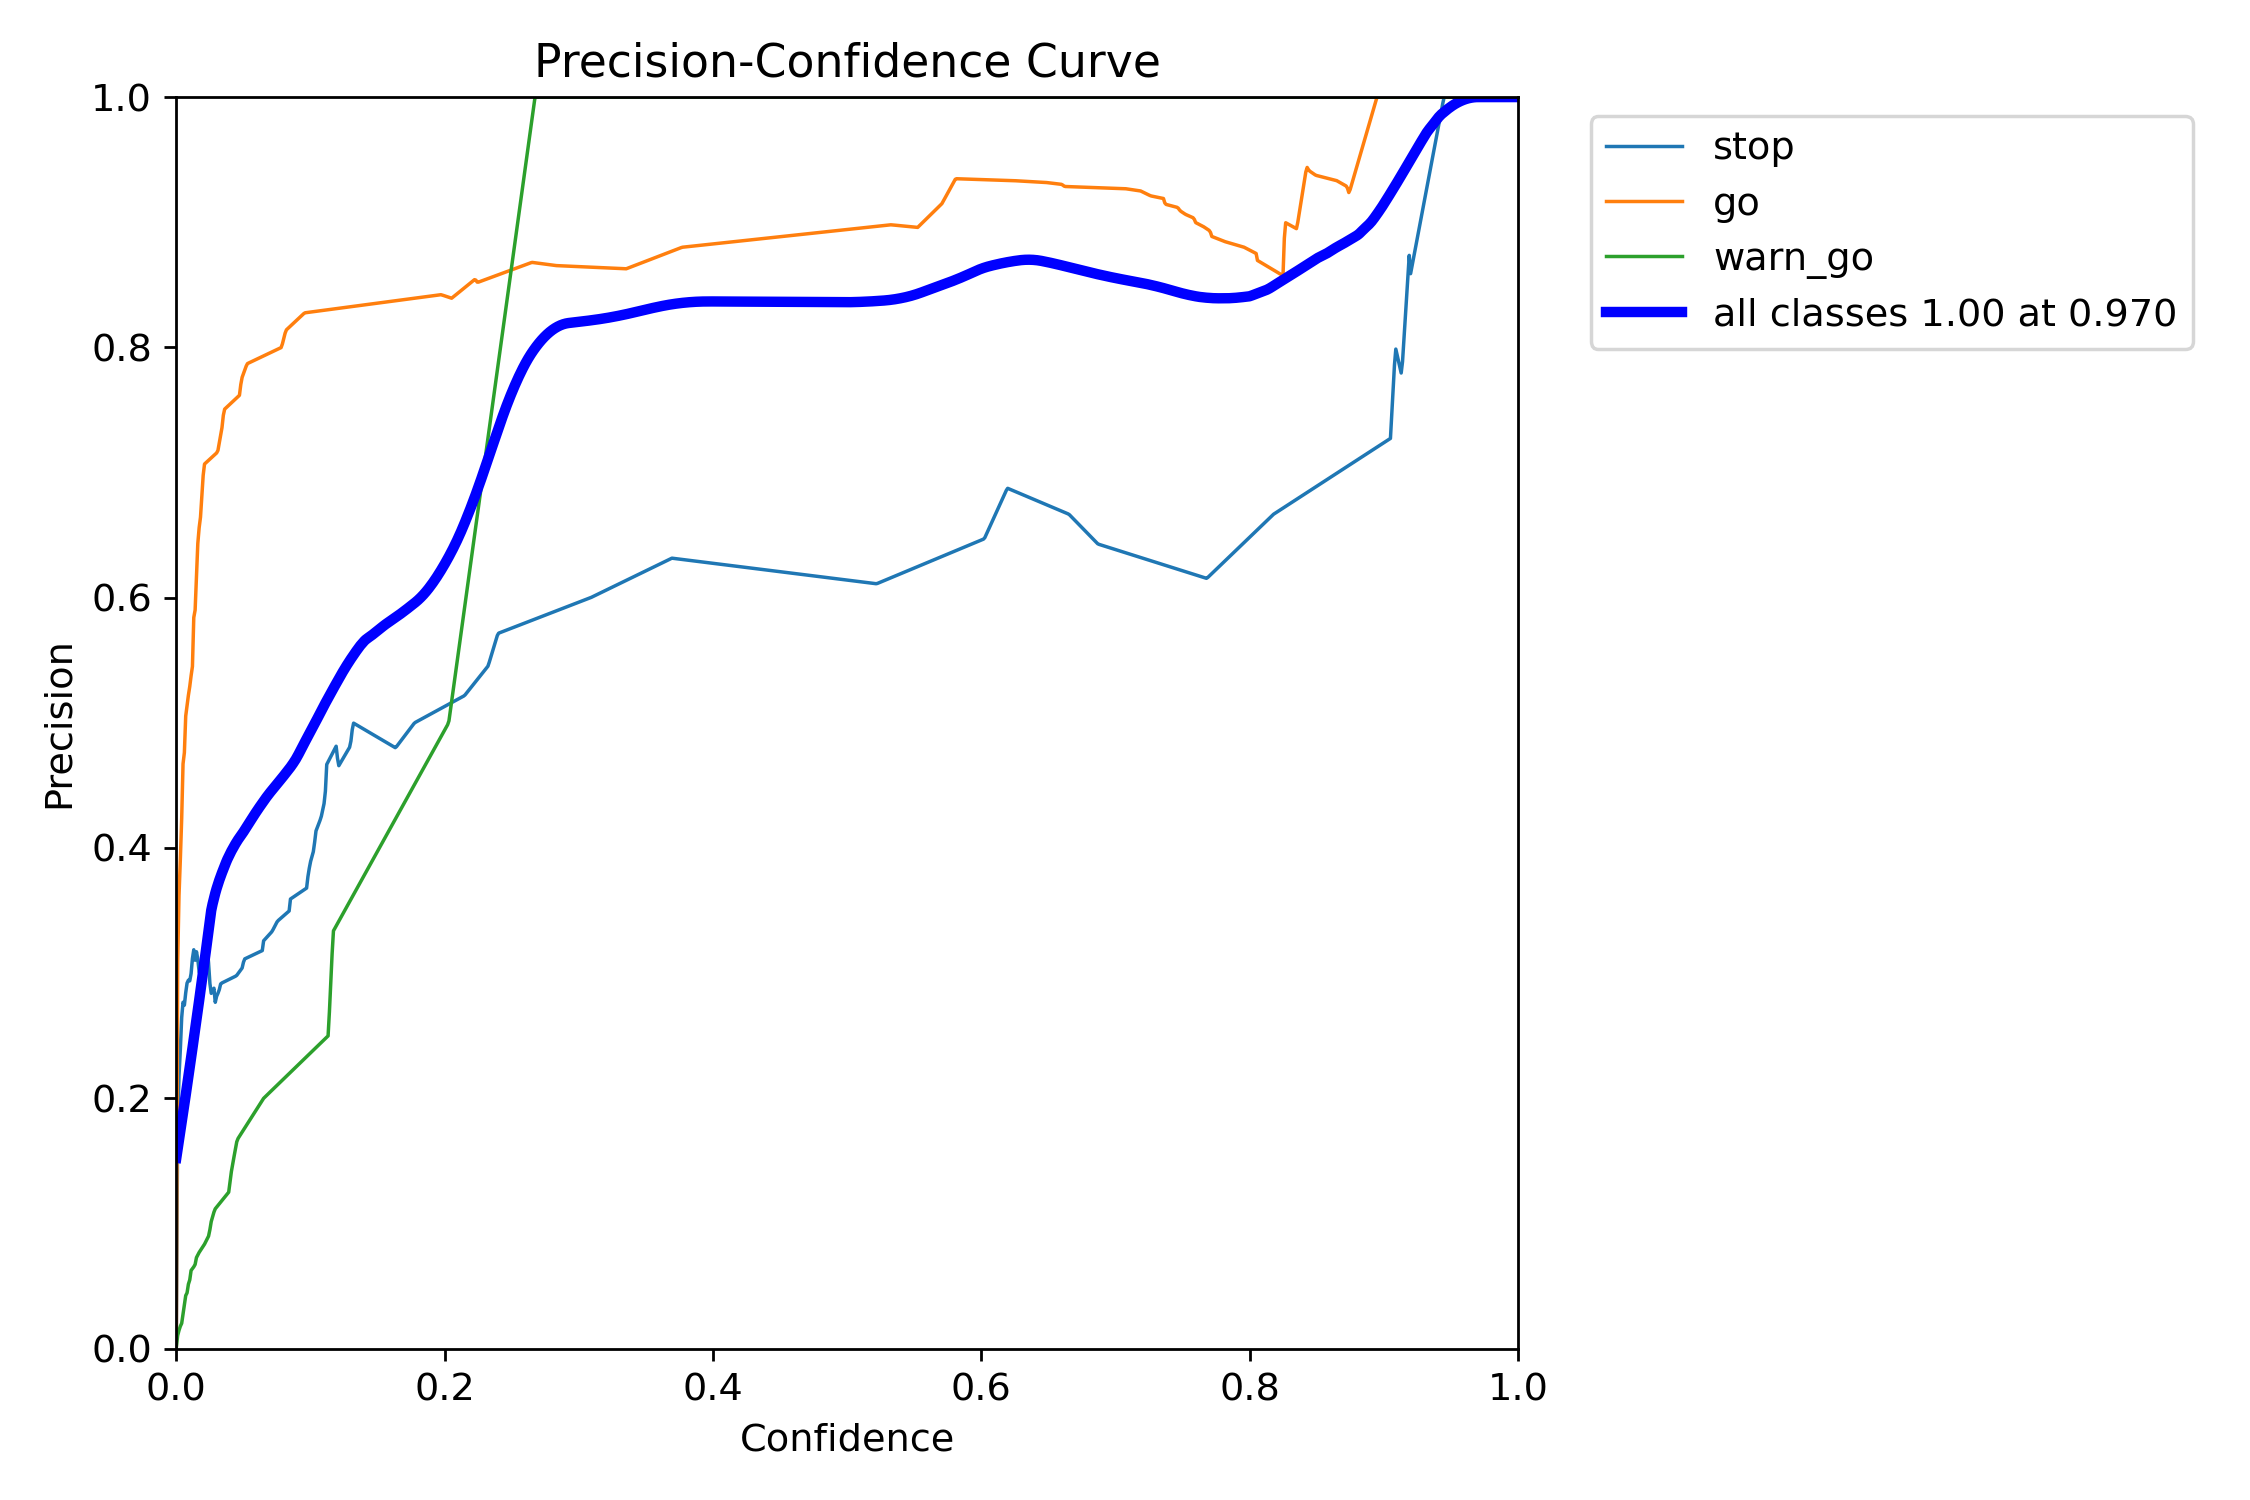 Precision-Confidence Curve
1.0
0.8
0.6
0.4
0.2
0.0
Precision
0.0 0.2 0.4 0.6 0.8 1.0
Confidence
stop
go
warn_go
all classes 1.00 at 0.970